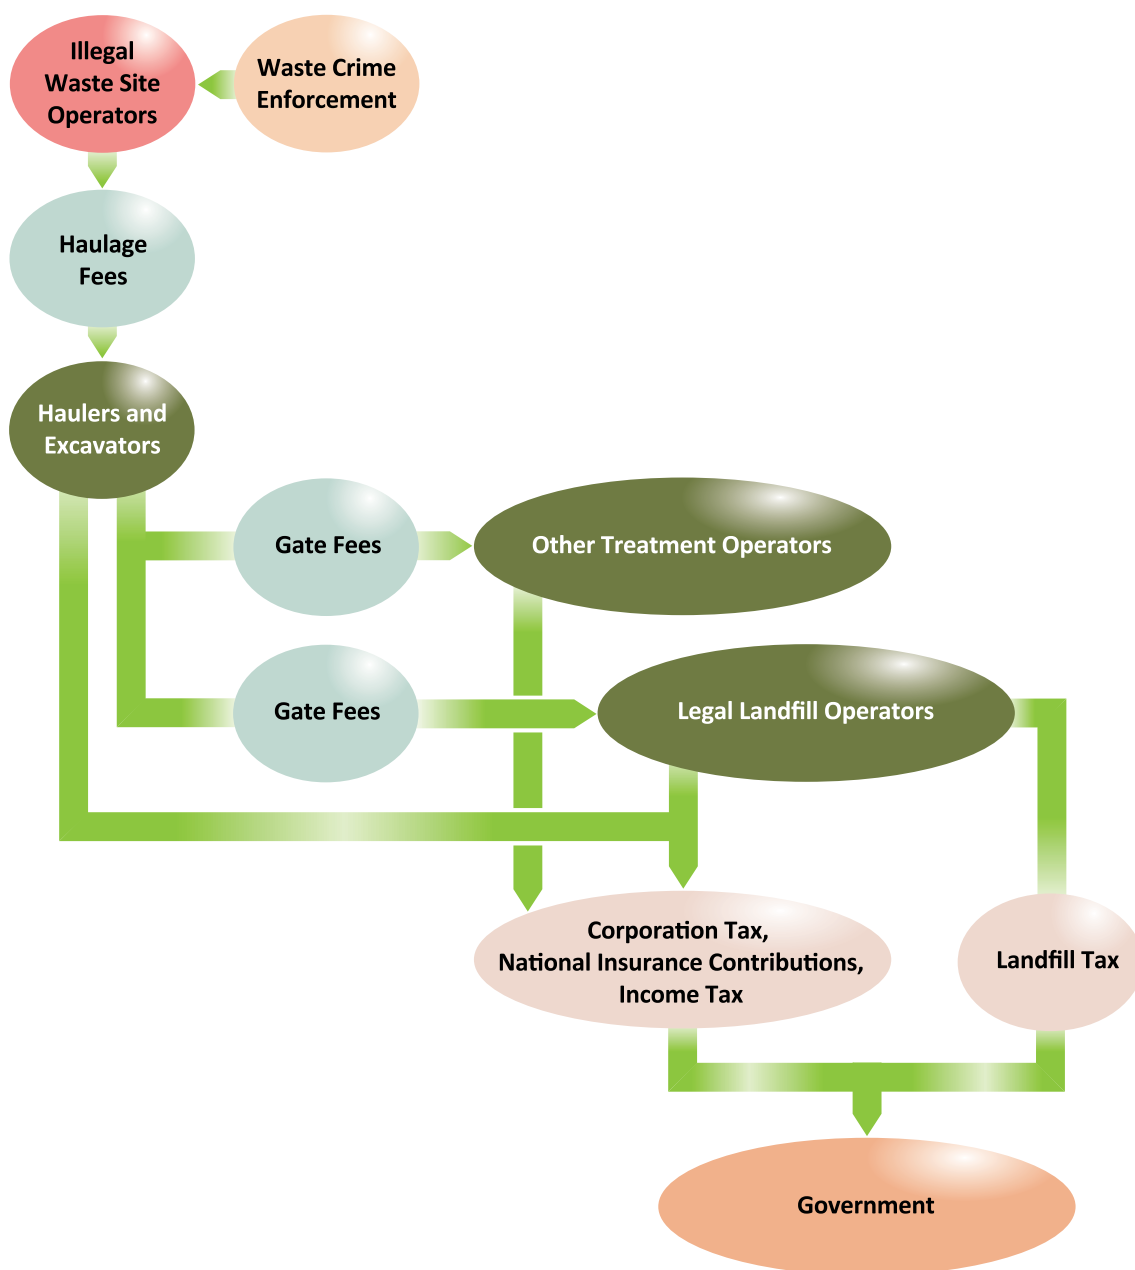 Illegal
Waste Site
Operators
Waste Crime
Enforcement
Haulage
Fees
Haulers and
Excavators
Gate Fees
Other Treatment Operators
Gate Fees
Legal Landfill Operators
Corporation Tax,
National Insurance Contributions,
Income Tax
Landfill Tax
Government